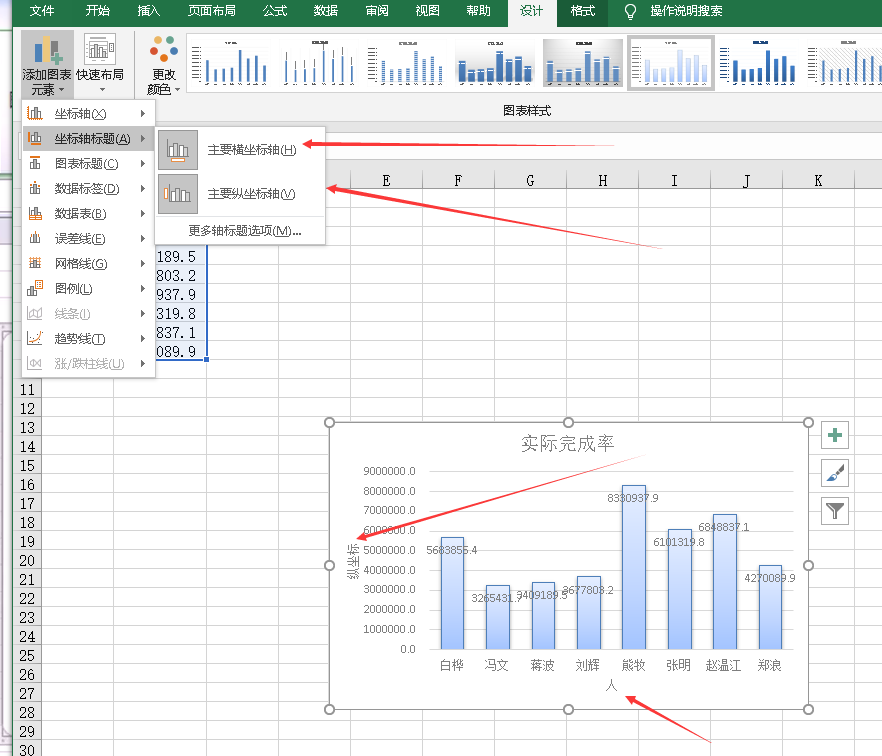 文件 开始 插入 页面布局 公式 数据 审阅 视图 帮助 设计 格式 操作说明搜索
添加图表元素 快速布局 更改颜色
图表样式
坐标轴(X)
坐标轴标题(A)
图表标题(C)
数据标签(D)
数据表(B)
误差线(E)
网格线(G)
图例(L)
线条(I)
趋势线(T)
涨/跌柱线(U)
主要横坐标轴(H)
主要纵坐标轴(V)
更多轴标题选项(M)...
E F G H I J K
189.5
803.2
937.9
319.8
837.1
089.9
11
12
13
14
15
16
17
18
19
20
21
22
23
24
25
26
27
28
29
30
实际完成率
9000000.0
8000000.0
7000000.0
6000000.0
5000000.0
4000000.0
3000000.0
2000000.0
1000000.0
0.0
纵坐标
5683855.4
3265431.7
3409189.5
3677803.2
8330937.9
6101319.8
6848837.1
4270089.9
白桦 冯文 蒋波 刘辉 熊牧 张明 赵温江 郑浪
人